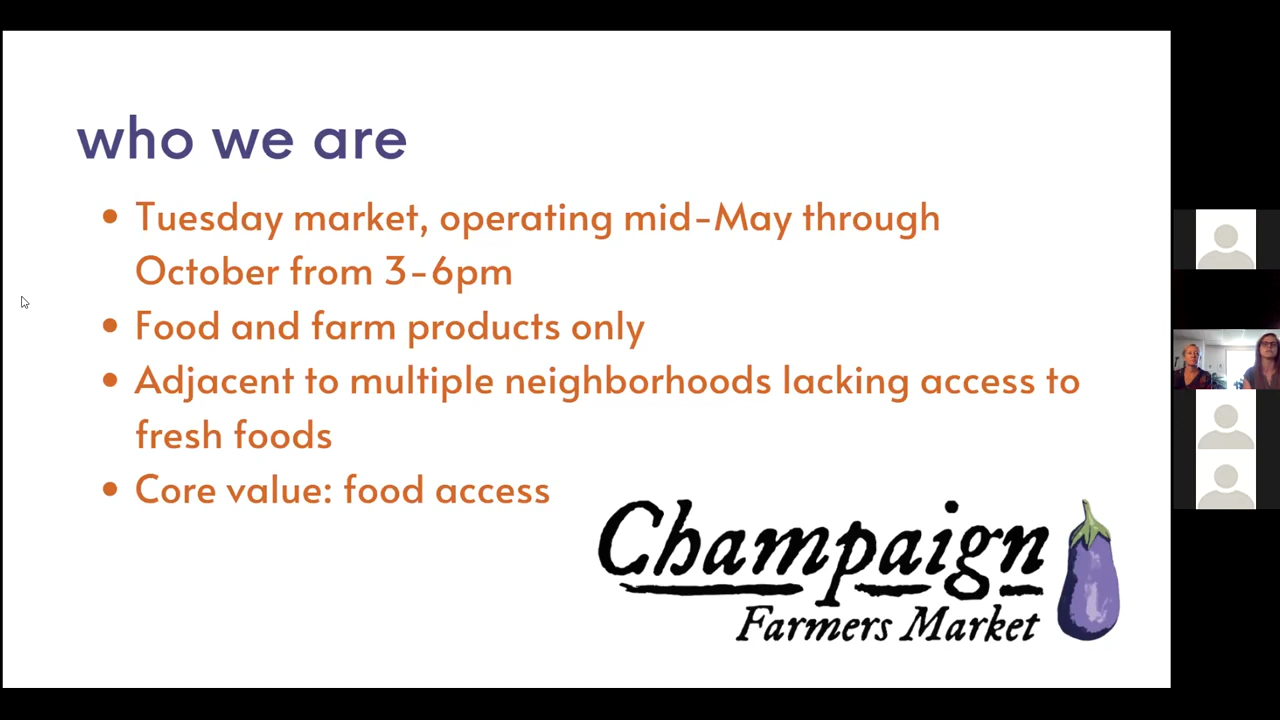 who we are
Tuesday market, operating mid-May through
October from 3-6pm
Food and farm products only
Adjacent to multiple neighborhoods lacking access to
fresh foods
Core value: food access
Champaign
Farmers Market